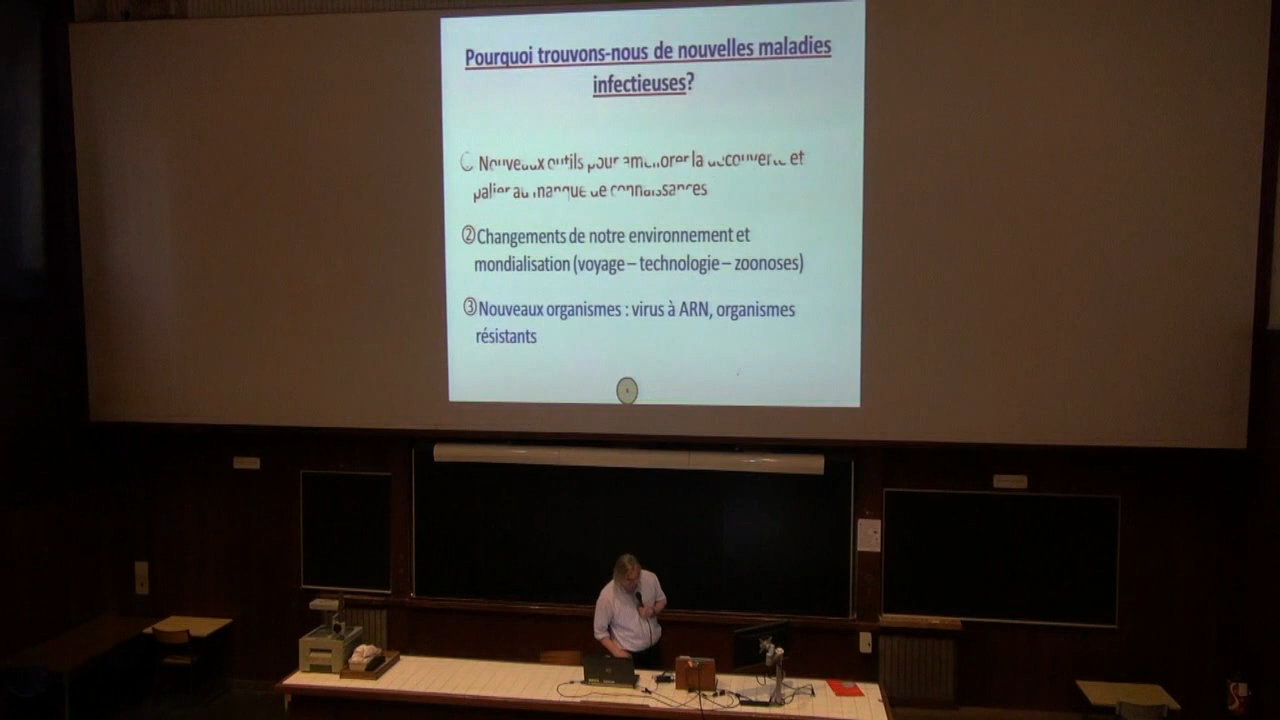 Pourquoi trouvons-nous de nouvelles maladies
infectieuses?
Nouveaux outils pour améliorer la découverte et
palier au manque de connaissances
②Changements de notre environnement et
mondialisation (voyage – technologie – zoonoses)
③Nouveaux organismes : virus à ARN, organismes
résistants